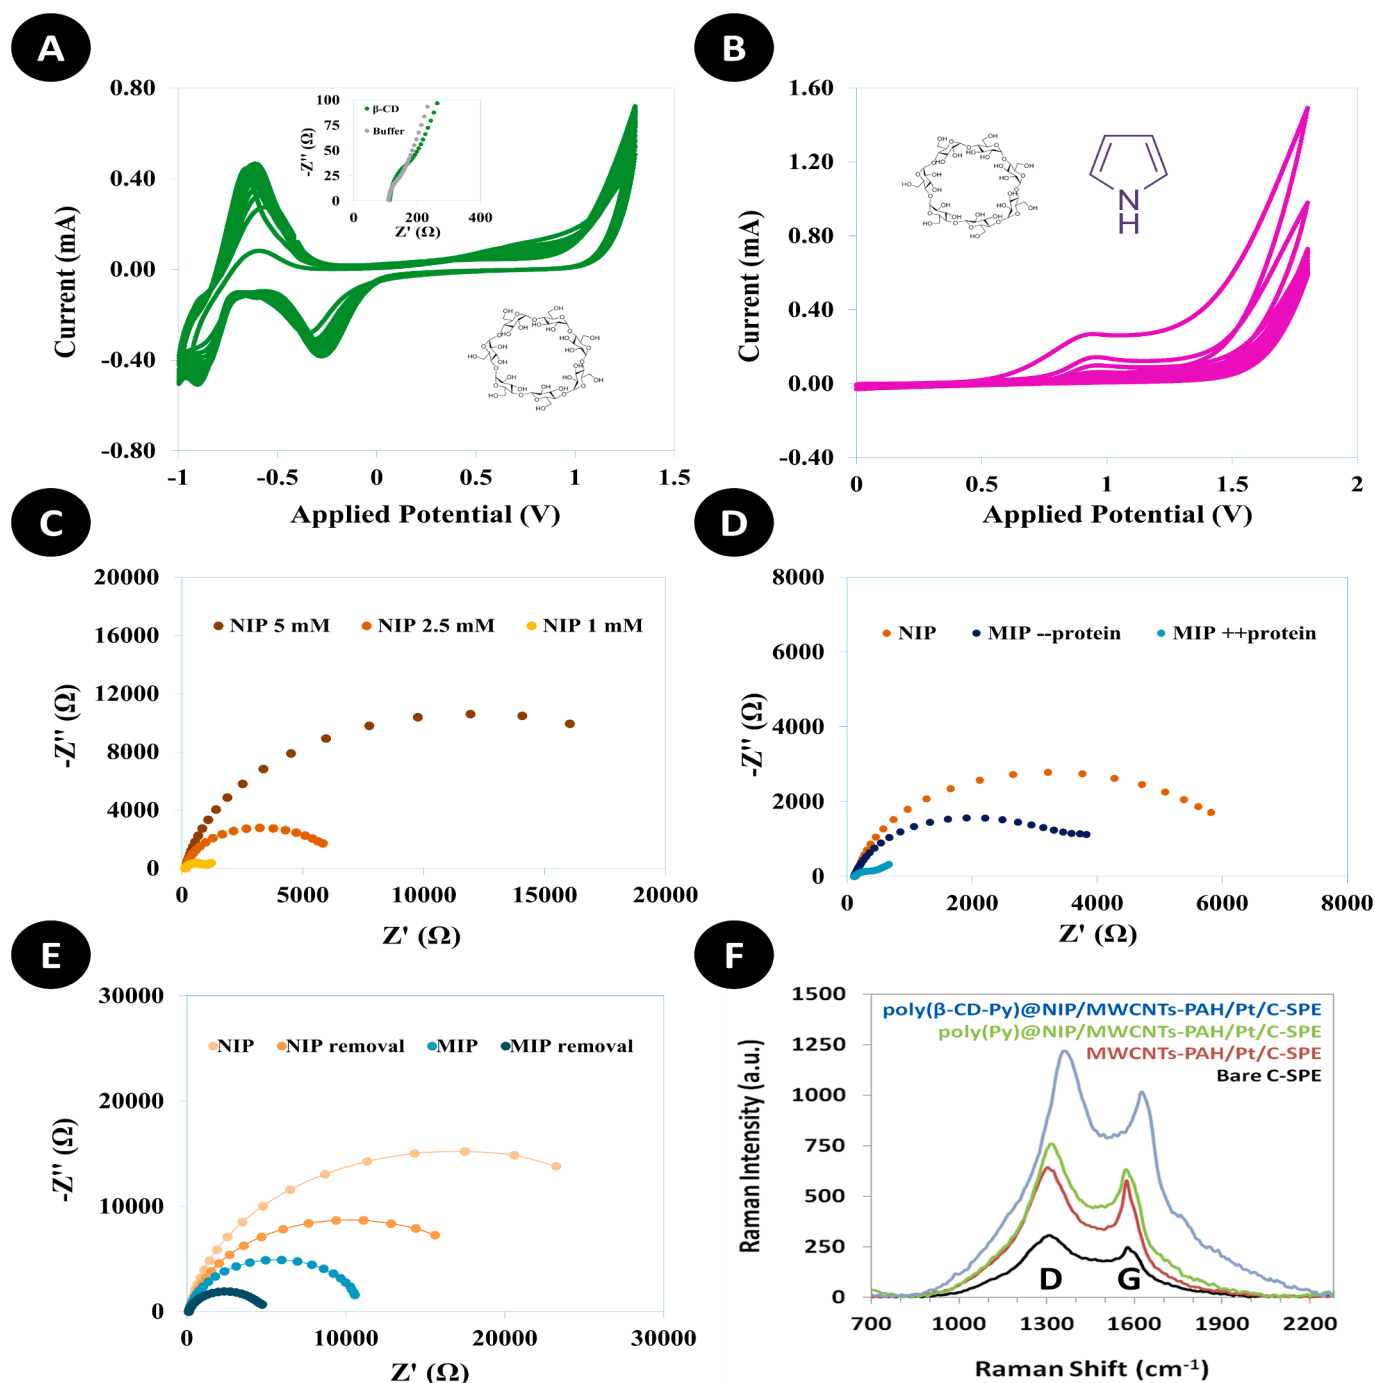 A
0.80
0.40
0.00
-0.40
-0.80
Current (mA)
-1
-0.5
0
0.5
1
1.5
Applied Potential (V)
100
75
50
25
0
-Z'' (Ω)
β-CD
Buffer
0
200
400
Z' (Ω)
B
1.60
1.20
0.80
0.40
0.00
-0.40
Current (mA)
N
H
0
0.5
1
1.5
2
Applied Potential (V)
C
20000
16000
12000
8000
4000
0
-Z'' (Ω)
NIP 5 mM
NIP 2.5 mM
NIP 1 mM
0
5000
10000
15000
20000
Z' (Ω)
D
8000
6000
4000
2000
0
-Z'' (Ω)
NIP
MIP --protein
MIP ++protein
0
2000
4000
6000
8000
Z' (Ω)
E
30000
20000
10000
0
-Z'' (Ω)
NIP
NIP removal
MIP
MIP removal
0
10000
20000
30000
Z' (Ω)
F
1500
1250
1000
750
500
250
0
Raman Intensity (a.u.)
poly(β-CD-Py)@NIP/MWCNTs-PAH/Pt/C-SPE
poly(Py)@NIP/MWCNTs-PAH/Pt/C-SPE
MWCNTs-PAH/Pt/C-SPE
Bare C-SPE
D
G
700
1000
1300
1600
1900
2200
Raman Shift (cm⁻¹)